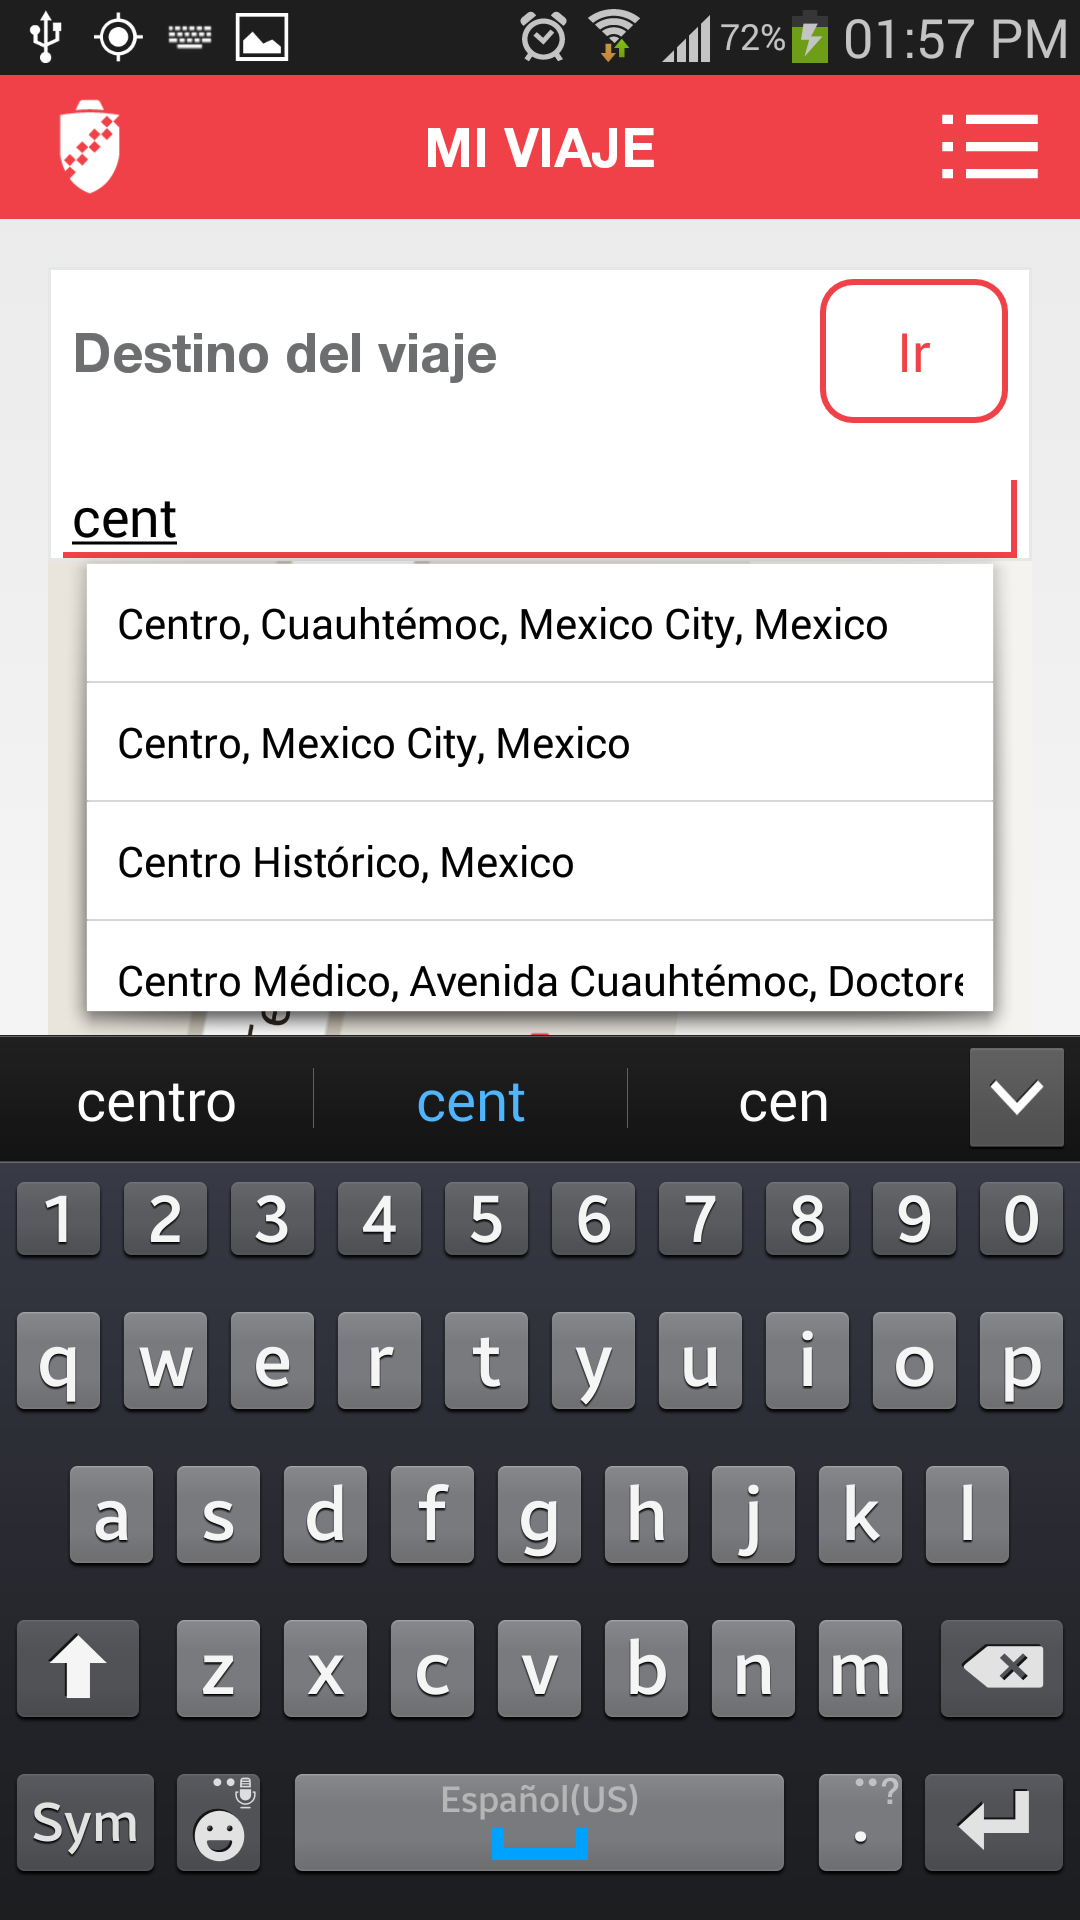 72% 01:57 PM
MI VIAJE
Destino del viaje
Ir
cent
Centro, Cuauhtémoc, Mexico City, Mexico
Centro, Mexico City, Mexico
Centro Histórico, Mexico
Centro Médico, Avenida Cuauhtémoc, Doctore
centro cent cen
1 2 3 4 5 6 7 8 9 0
q w e r t y u i o p
a s d f g h j k l
z x c v b n m
Sym Español(US) . ?